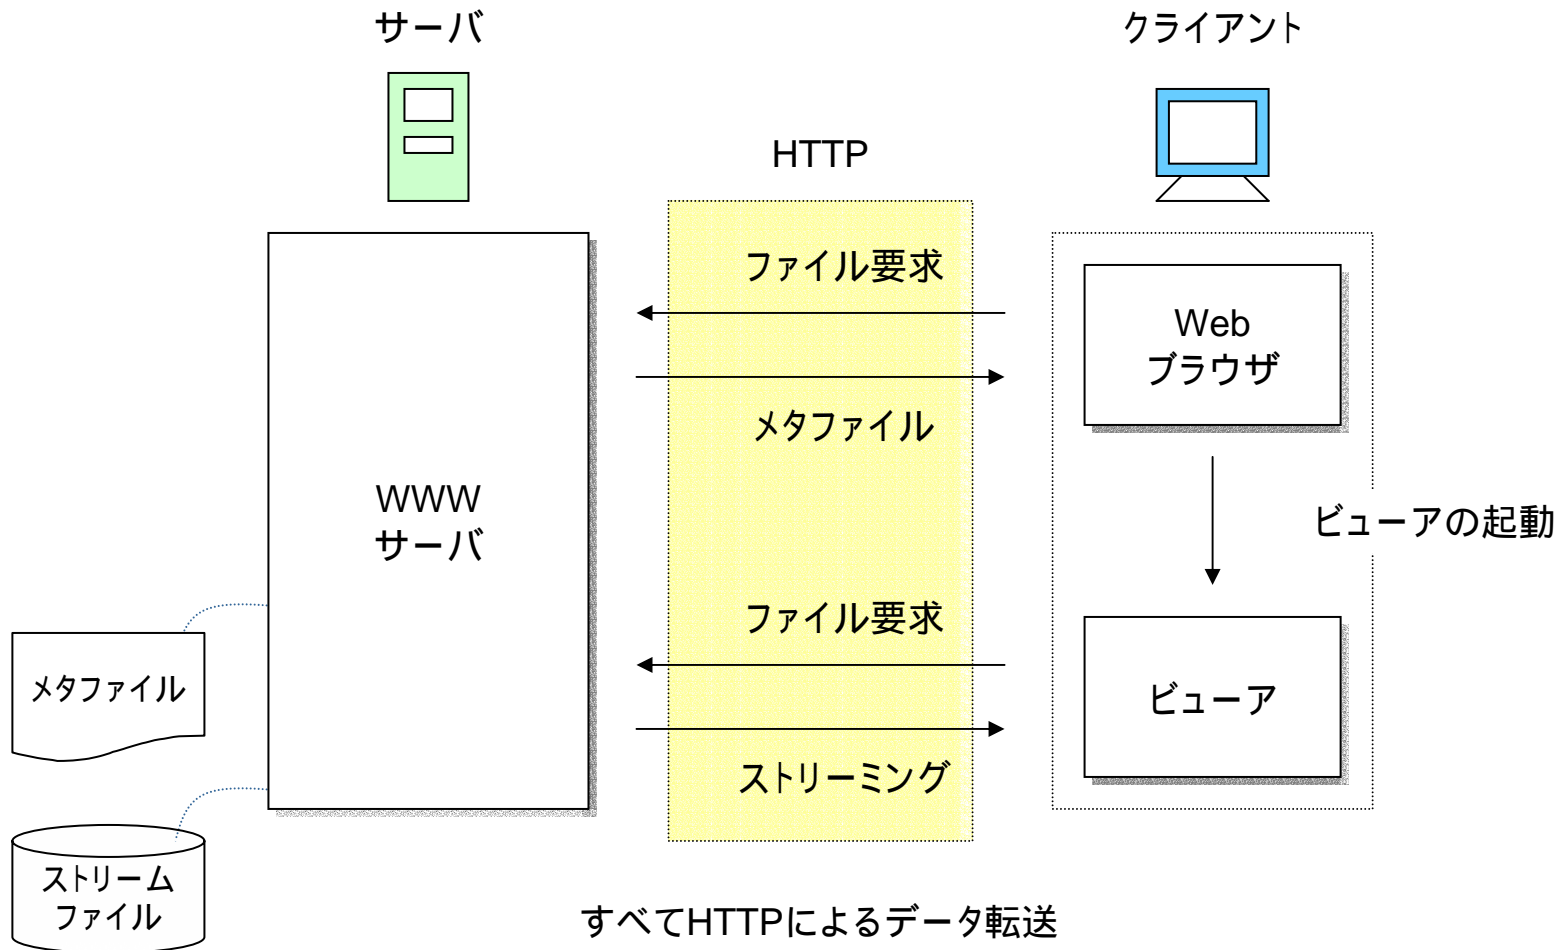 サーバ
クライアント
HTTP
ファイル要求
Web
ブラウザ
メタファイル
WWW
サーバ
ビューアの起動
ファイル要求
メタファイル
ビューア
ストリーミング
ストリーム
ファイル
すべてHTTPによるデータ転送